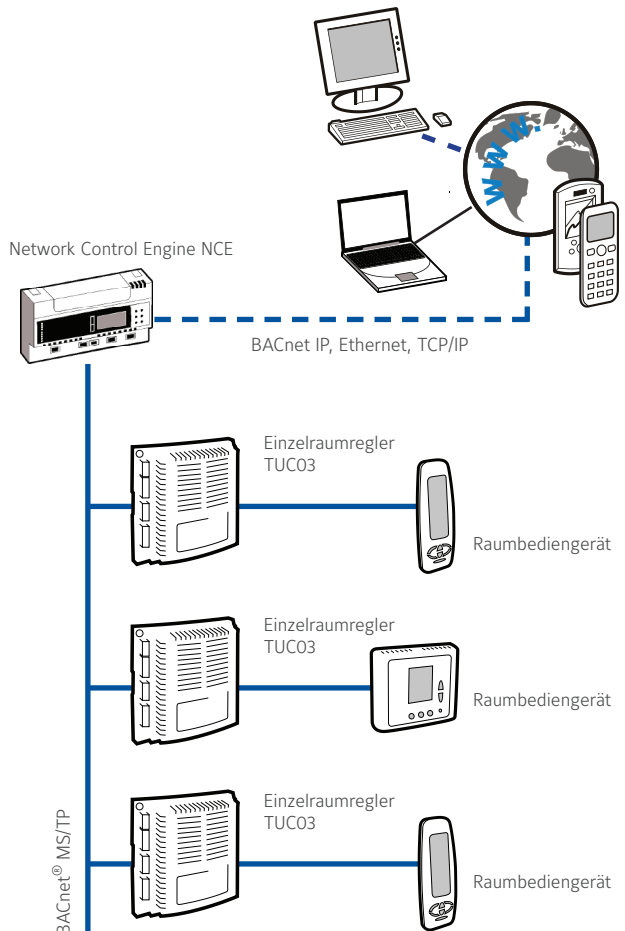 www.
Network Control Engine NCE
BACnet IP, Ethernet, TCP/IP
Einzelraumregler
TUC03
Raumbediengerät
Einzelraumregler
TUC03
Raumbediengerät
Einzelraumregler
TUC03
Raumbediengerät
BACnet® MS/TP